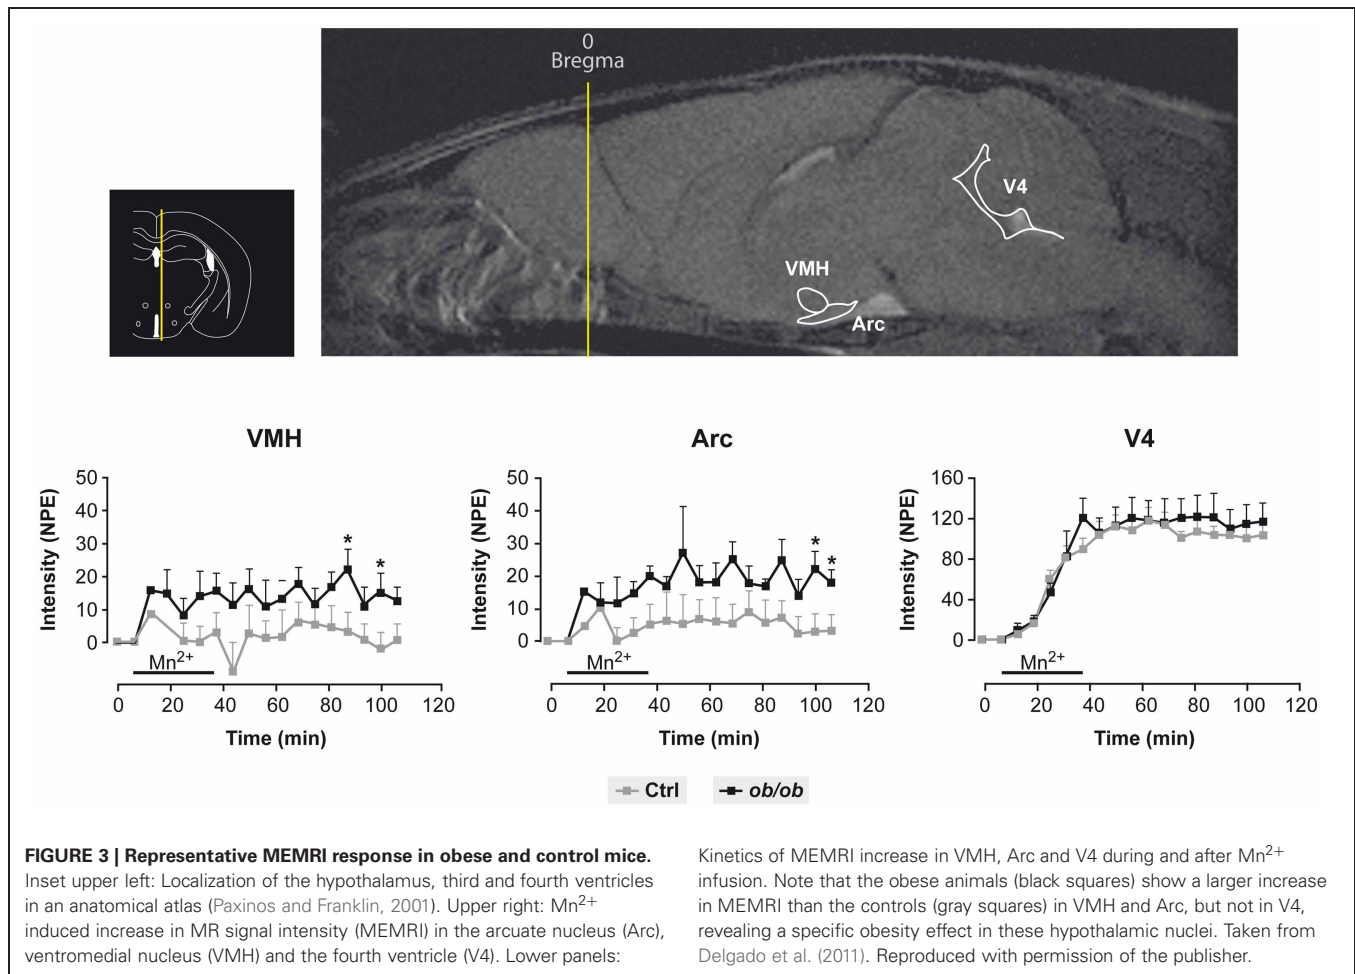 0
Bregma
V4
VMH
Arc
VMH
Intensity (NPE)
50
40
30
20
10
0
*
*
Mn²⁺
0 20 40 60 80 100 120
Time (min)
Arc
Intensity (NPE)
50
40
30
20
10
0
*
*
Mn²⁺
0 20 40 60 80 100 120
Time (min)
V4
Intensity (NPE)
160
120
80
40
0
Mn²⁺
0 20 40 60 80 100 120
Time (min)
Ctrl ob/ob
FIGURE 3 | Representative MEMRI response in obese and control mice.
Inset upper left: Localization of the hypothalamus, third and fourth ventricles
in an anatomical atlas (Paxinos and Franklin, 2001). Upper right: Mn²⁺
induced increase in MR signal intensity (MEMRI) in the arcuate nucleus (Arc),
ventromedial nucleus (VMH) and the fourth ventricle (V4). Lower panels:
Kinetics of MEMRI increase in VMH, Arc and V4 during and after Mn²⁺
infusion. Note that the obese animals (black squares) show a larger increase
in MEMRI than the controls (gray squares) in VMH and Arc, but not in V4,
revealing a specific obesity effect in these hypothalamic nuclei. Taken from
Delgado et al. (2011). Reproduced with permission of the publisher.